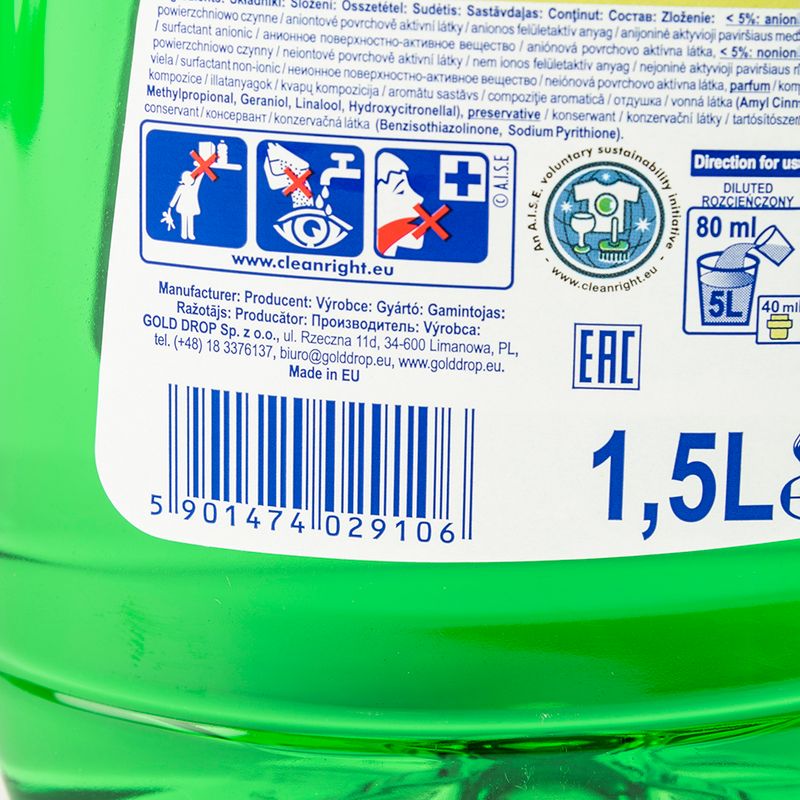 Składniki: Složení: Összetétel: Sudėtis: Sastāvdaļas: Conţinut: Состав: Zloženie: < 5%: anion
powierzchniowo czynne / aniontové povrchově aktivní látky / anionos felületaktív anyag / anijoninė aktyvioji paviršiaus med
/ surfactant anionic / анионное поверхностно-активное вещество / aniónová povrchovo aktívna látka, < 5%: nonion
powierzchniowo czynny / neiontové povrchově aktivní látky / nem ionos felületaktív anyag / nejoninė aktyvioji paviršiaus
viela / surfactant non-ionic / неионное поверхностно-активное вещество / neiónová povrchovo aktívna látka, parfum / kom
kompozice / illatanyagok / kvapų kompozicija / aromātu sastāvs / compoziţie aromatică / отдушка / vonná látka (Amyl Cinn
Methylpropional, Geraniol, Linalool, Hydroxycitronellal), preservative / konserwant / konzervační látky / tartósítószer
conservant / консервант / konzervačná látka (Benzisothiazolinone, Sodium Pyrithione).
© A.I.S.E
www.cleanright.eu
- An A.I.S.E. voluntary sustainability initiative -
www.cleanright.eu
Direction for us
DILUTED
ROZCIEŃCZONY
80 ml
5L
40 ml
Manufacturer: Producent: Výrobce: Gyártó: Gamintojas:
Ražotājs: Producător: Производитель: Výrobca:
GOLD DROP Sp. z o.o., ul. Rzeczna 11d, 34-600 Limanowa, PL,
tel. (+48) 18 3376137, biuro@golddrop.eu, www.golddrop.eu.
Made in EU
EAC
1,5L
5 901474 029106